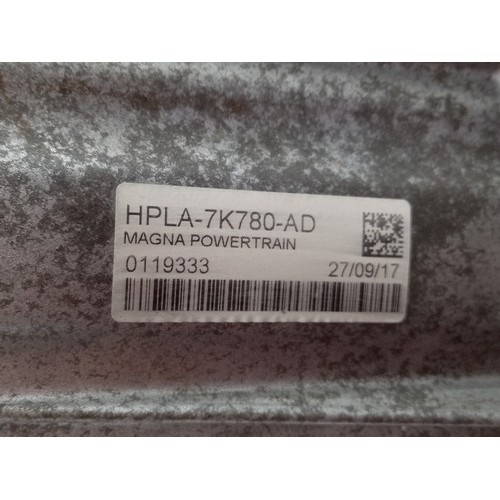 HPLA-7K780-AD
MAGNA POWERTRAIN
0119333 27/09/17